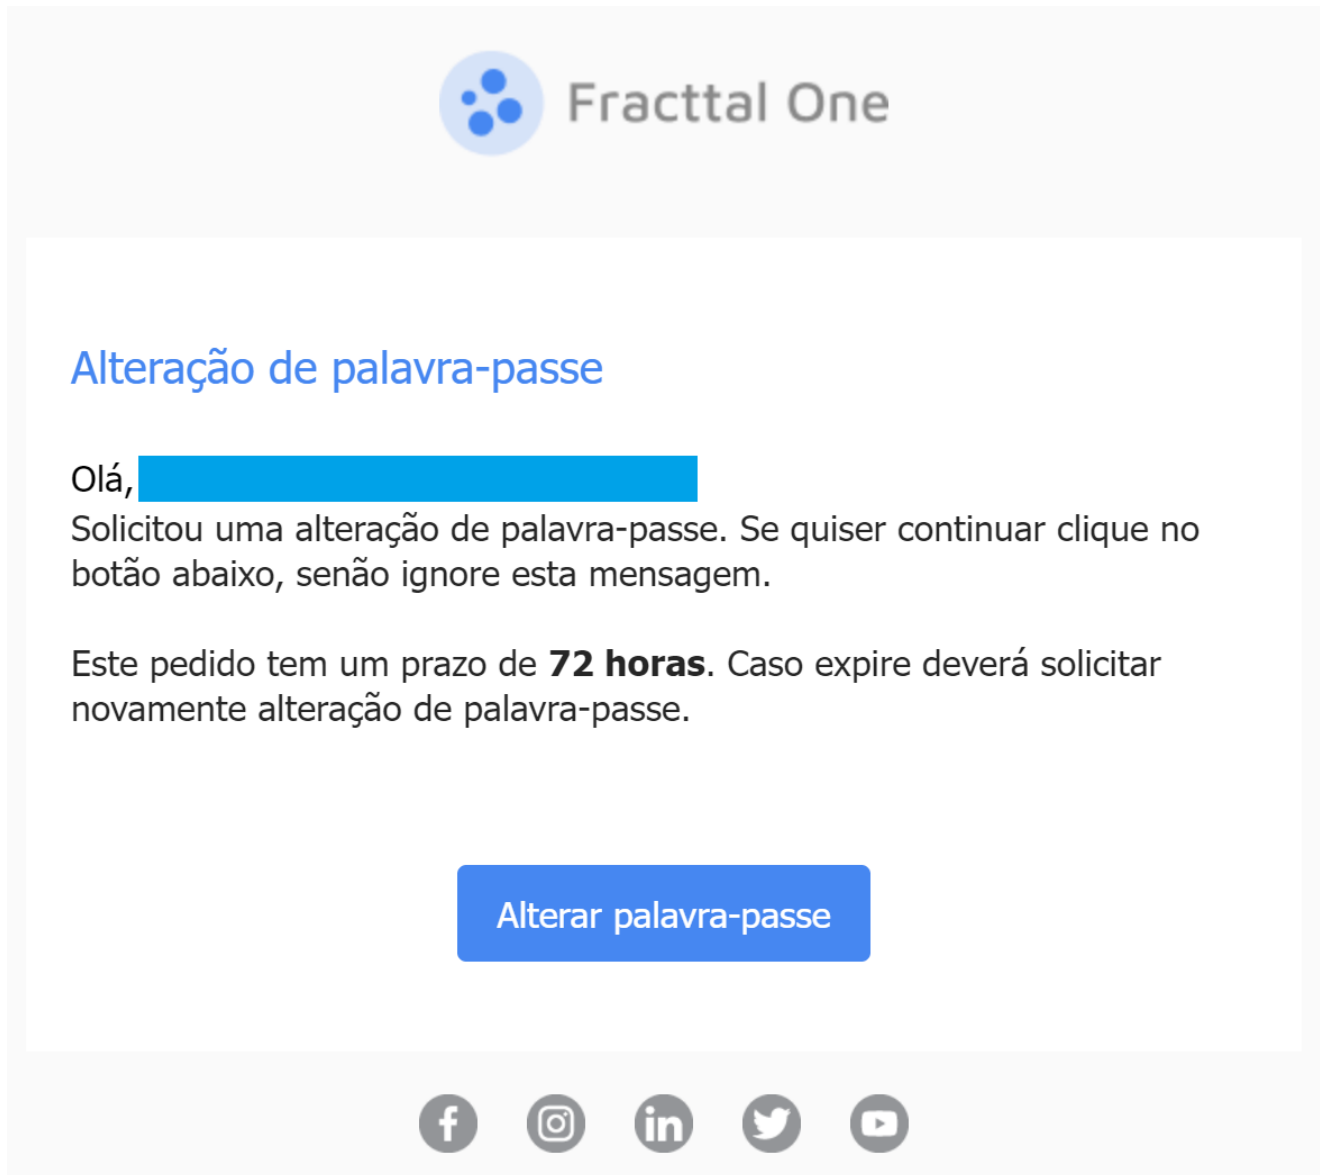 Fracttal One
Alteração de palavra-passe
Olá,
Solicitou uma alteração de palavra-passe. Se quiser continuar clique no
botão abaixo, senão ignore esta mensagem.
Este pedido tem um prazo de 72 horas. Caso expire deverá solicitar
novamente alteração de palavra-passe.
Alterar palavra-passe